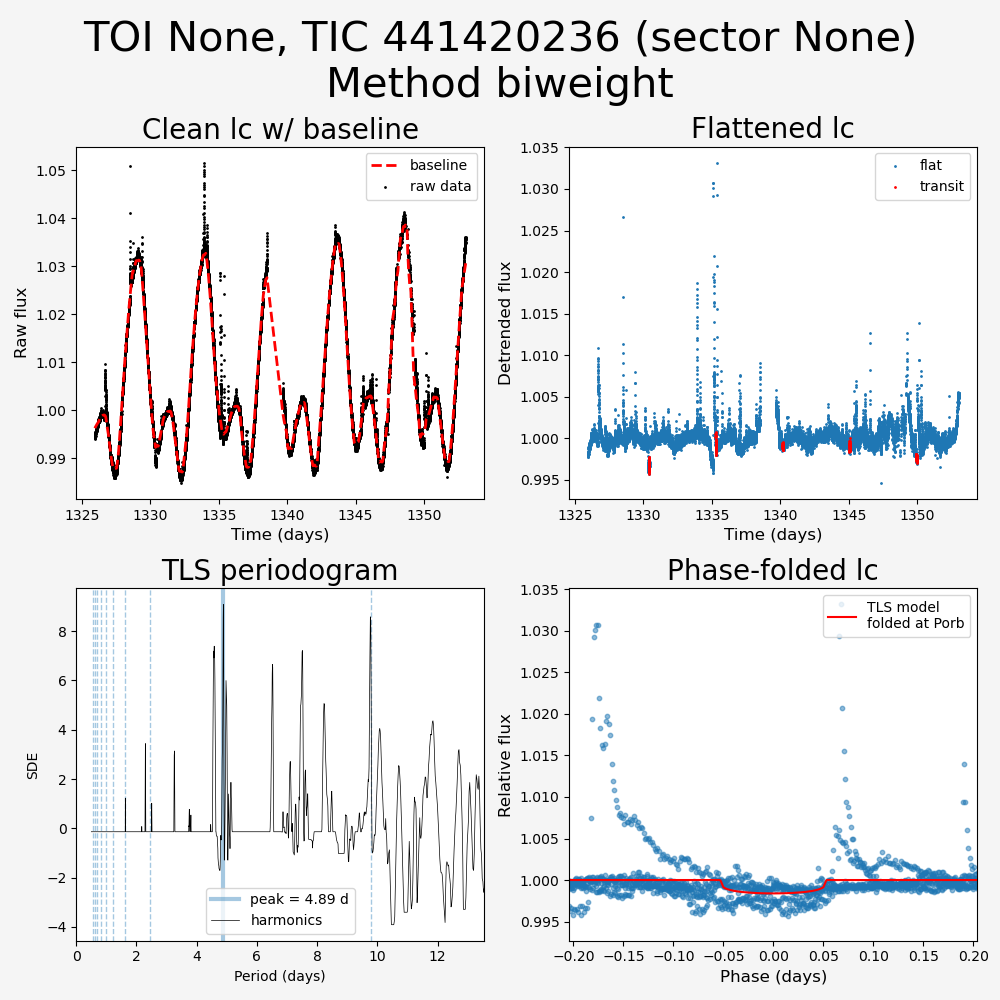 TOI None, TIC 441420236 (sector None)
Method biweight
Clean lc w/ baseline
Raw flux
1.05
1.04
1.03
1.02
1.01
1.00
0.99
baseline
raw data
1325
1330
1335
1340
1345
1350
Time (days)
Flattened lc
Detrended flux
1.035
1.030
1.025
1.020
1.015
1.010
1.005
1.000
0.995
flat
transit
1325
1330
1335
1340
1345
1350
Time (days)
TLS periodogram
SDE
8
6
4
2
0
−2
−4
peak = 4.89 d
harmonics
0
2
4
6
8
10
12
Period (days)
Phase-folded lc
Relative flux
1.035
1.030
1.025
1.020
1.015
1.010
1.005
1.000
0.995
TLS model
folded at Porb
−0.20
−0.15
−0.10
−0.05
0.00
0.05
0.10
0.15
0.20
Phase (days)